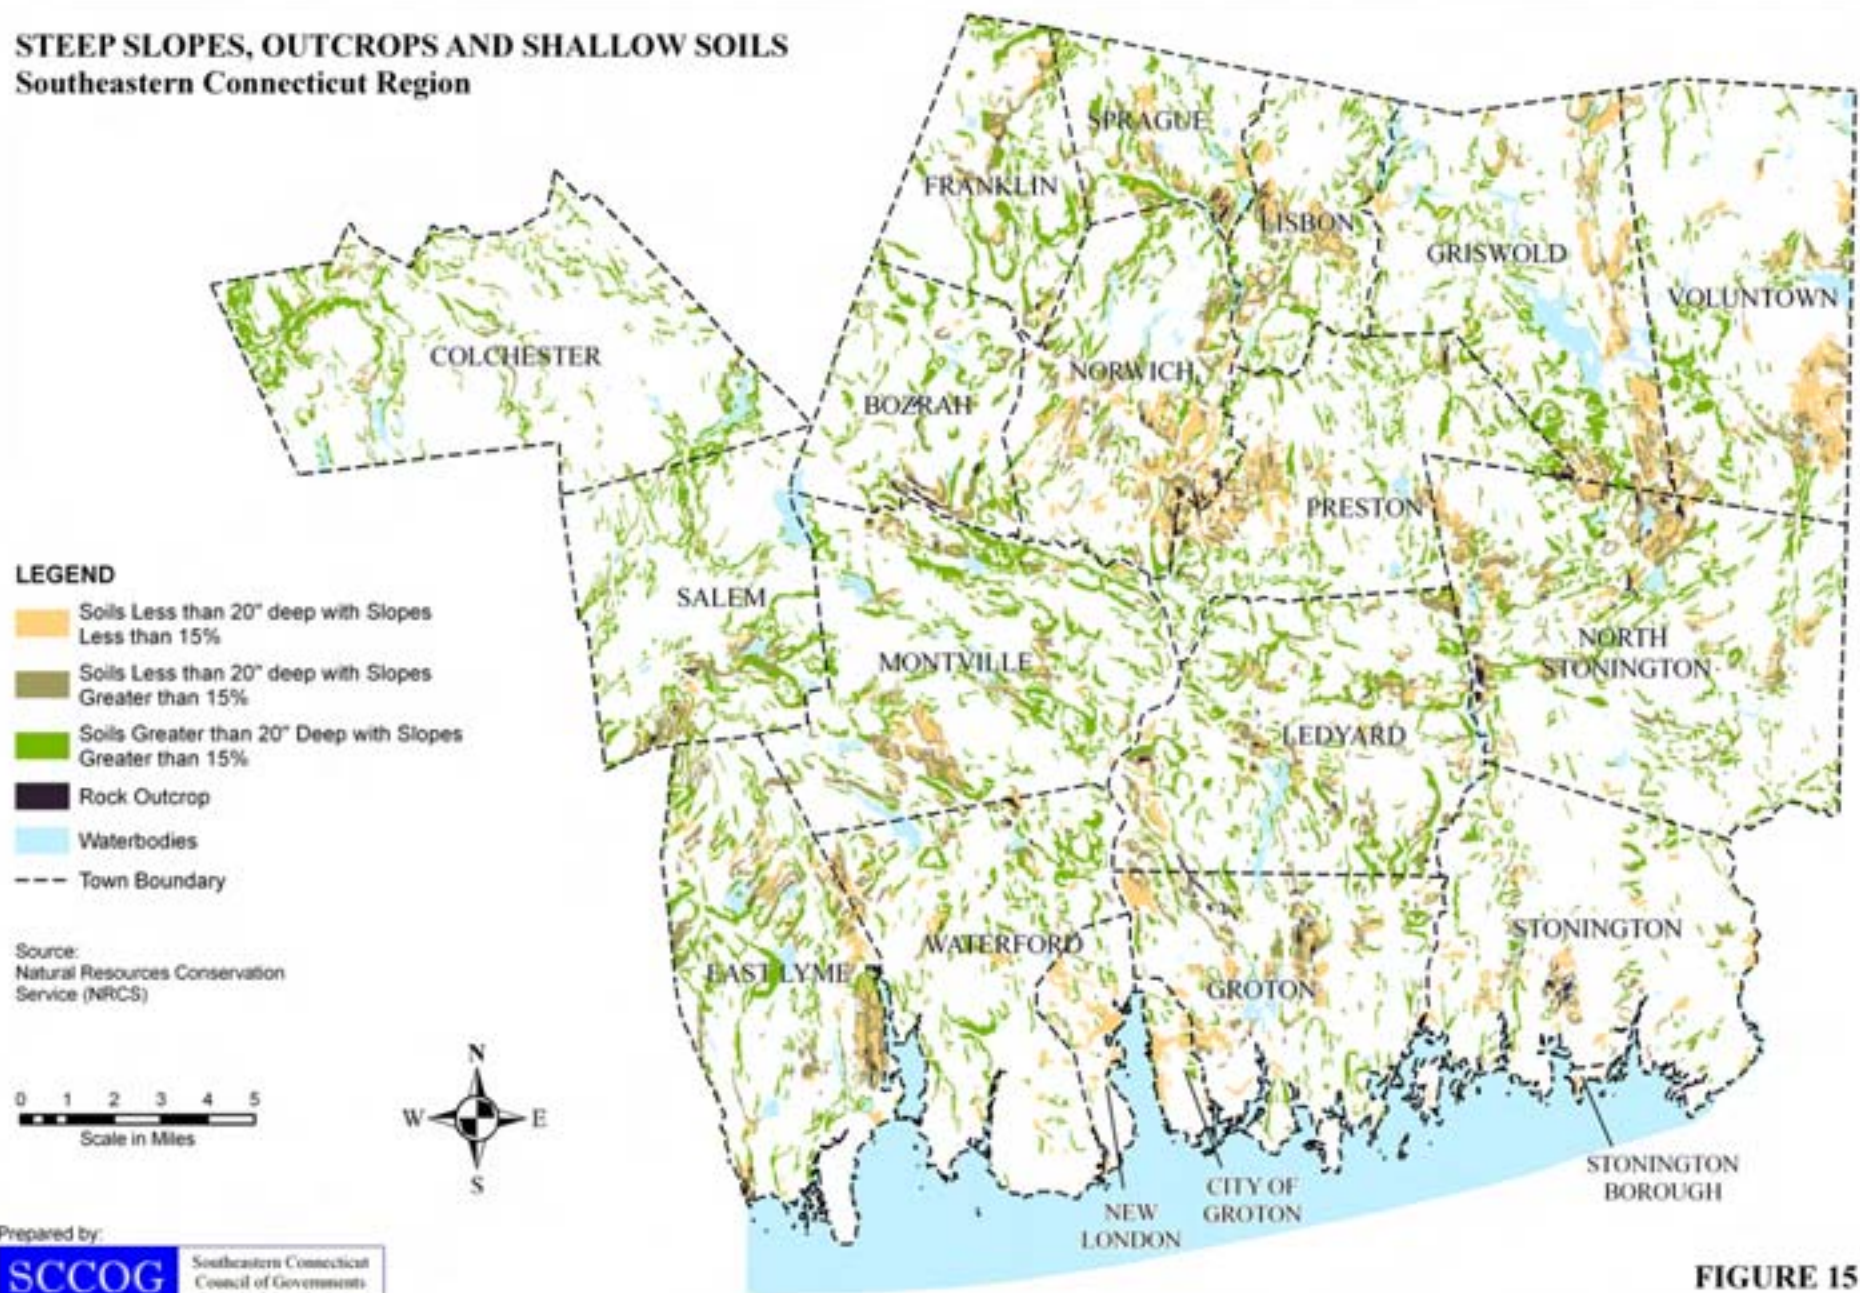 STEEP SLOPES, OUTCROPS AND SHALLOW SOILS
Southeastern Connecticut Region
SPRAGUE
FRANKLIN
LISBON
GRISWOLD
VOLUNTOWN
COLCHESTER
NORWICH
BOZRAH
PRESTON
SALEM
MONTVILLE
NORTH
STONINGTON
LEDYARD
WATERFORD
STONINGTON
EAST LYME
GROTON
STONINGTON
BOROUGH
CITY OF
GROTON
NEW
LONDON
LEGEND
Soils Less than 20" deep with Slopes
Less than 15%
Soils Less than 20" deep with Slopes
Greater than 15%
Soils Greater than 20" Deep with Slopes
Greater than 15%
Rock Outcrop
Waterbodies
Town Boundary
Source:
Natural Resources Conservation
Service (NRCS)
0 1 2 3 4 5
Scale in Miles
N
W E
S
Prepared by:
SCCOG
Southeastern Connecticut
Council of Governments
FIGURE 15